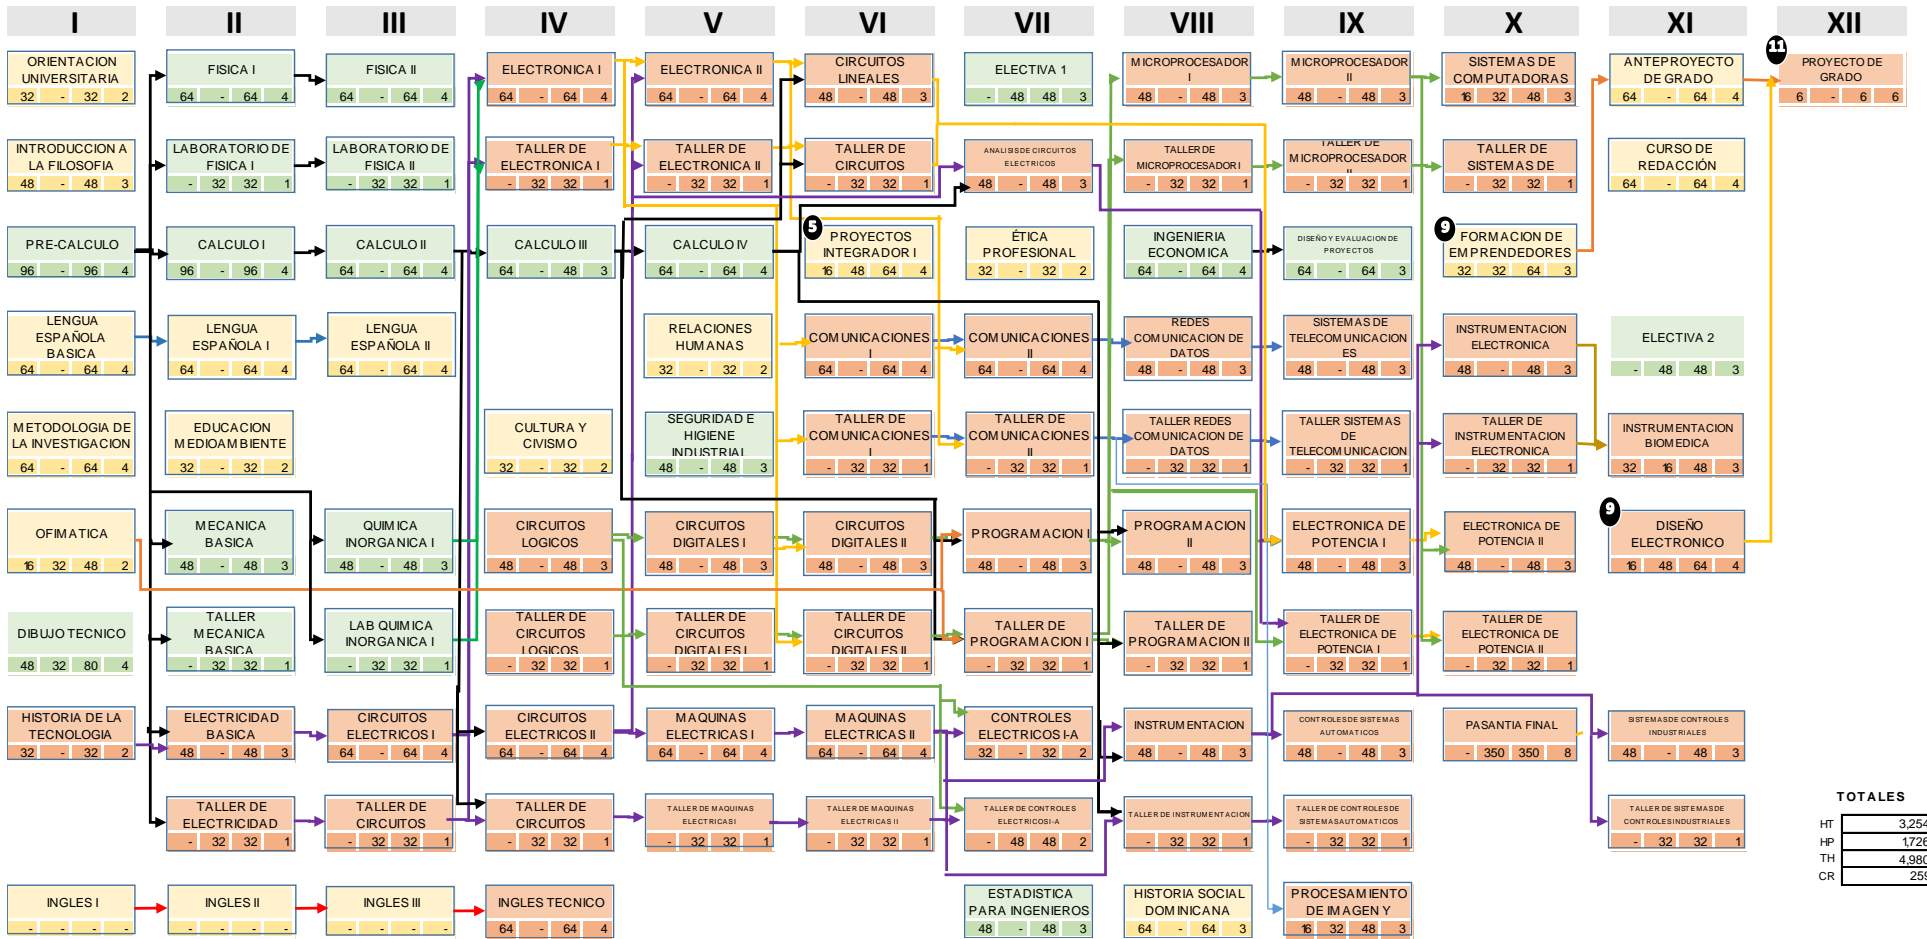 I II III IV V VI VII VIII IX X XI XII
ORIENTACION
UNIVERSITARIA
32 - 32 2
FISICA I
64 - 64 4
FISICA II
64 - 64 4
ELECTRONICA I
64 - 64 4
ELECTRONICA II
64 - 64 4
CIRCUITOS
LINEALES
48 - 48 3
ELECTIVA 1
- 48 48 3
MICROPROCESADOR
I
48 - 48 3
MICROPROCESADOR
II
48 - 48 3
SISTEMAS DE
COMPUTADORAS
16 32 48 3
ANTEPROYECTO
DE GRADO
64 - 64 4
11
PROYECTO DE
GRADO
6 - 6 6
INTRODUCCION A
LA FILOSOFIA
48 - 48 3
LABORATORIO DE
FISICA I
- 32 32 1
LABORATORIO DE
FISICA II
- 32 32 1
TALLER DE
ELECTRONICA I
- 32 32 1
TALLER DE
ELECTRONICA II
- 32 32 1
TALLER DE
CIRCUITOS
- 32 32 1
ANALISIS DE CIRCUITOS
ELECTRICOS
48 - 48 3
TALLER DE
MICROPROCESADOR I
- 32 32 1
TALLER DE
MICROPROCESADOR
II
- 32 32 1
TALLER DE
SISTEMAS DE
- 32 32 1
CURSO DE
REDACCIÓN
64 - 64 4
PRE-CALCULO
96 - 96 4
CALCULO I
96 - 96 4
CALCULO II
64 - 64 4
CALCULO III
64 - 48 3
CALCULO IV
64 - 64 4
5
PROYECTOS
INTEGRADOR I
16 48 64 4
ÉTICA
PROFESIONAL
32 - 32 2
INGENIERIA
ECONOMICA
64 - 64 4
DISEÑO Y EVALUACION DE
PROYECTOS
64 - 64 3
9
FORMACION DE
EMPRENDEDORES
32 32 64 3
LENGUA
ESPAÑOLA
BASICA
64 - 64 4
LENGUA
ESPAÑOLA I
64 - 64 4
LENGUA
ESPAÑOLA II
64 - 64 4
RELACIONES
HUMANAS
32 - 32 2
COMUNICACIONES
I
64 - 64 4
COMUNICACIONES
II
64 - 64 4
REDES
COMUNICACION DE
DATOS
48 - 48 3
SISTEMAS DE
TELECOMUNICACION
ES
48 - 48 3
INSTRUMENTACION
ELECTRONICA
48 - 48 3
ELECTIVA 2
- 48 48 3
METODOLOGIA DE
LA INVESTIGACION
64 - 64 4
EDUCACION
MEDIOAMBIENTE
32 - 32 2
CULTURA Y
CIVISMO
32 - 32 2
SEGURIDAD E
HIGIENE
INDUSTRIAL
48 - 48 3
TALLER DE
COMUNICACIONES
I
- 32 32 1
TALLER DE
COMUNICACIONES
II
- 32 32 1
TALLER REDES
COMUNICACION DE
DATOS
- 32 32 1
TALLER SISTEMAS
DE
TELECOMUNICACION
- 32 32 1
TALLER DE
INSTRUMENTACION
ELECTRONICA
- 32 32 1
INSTRUMENTACION
BIOMEDICA
32 16 48 3
OFIMATICA
16 32 48 2
MECANICA
BASICA
48 - 48 3
QUIMICA
INORGANICA I
48 - 48 3
CIRCUITOS
LOGICOS
48 - 48 3
CIRCUITOS
DIGITALES I
48 - 48 3
CIRCUITOS
DIGITALES II
48 - 48 3
PROGRAMACION I
48 - 48 3
PROGRAMACION
II
48 - 48 3
ELECTRONICA DE
POTENCIA I
48 - 48 3
ELECTRONICA DE
POTENCIA II
48 - 48 3
9
DISEÑO
ELECTRONICO
16 48 64 4
DIBUJO TECNICO
48 32 80 4
TALLER
MECANICA
BASICA
- 32 32 1
LAB QUIMICA
INORGANICA I
- 32 32 1
TALLER DE
CIRCUITOS
LOGICOS
- 32 32 1
TALLER DE
CIRCUITOS
DIGITALES I
- 32 32 1
TALLER DE
CIRCUITOS
DIGITALES II
- 32 32 1
TALLER DE
PROGRAMACION I
- 32 32 1
TALLER DE
PROGRAMACION II
- 32 32 1
TALLER DE
ELECTRONICA DE
POTENCIA I
- 32 32 1
TALLER DE
ELECTRONICA DE
POTENCIA II
- 32 32 1
HISTORIA DE LA
TECNOLOGIA
32 - 32 2
ELECTRICIDAD
BASICA
48 - 48 3
CIRCUITOS
ELECTRICOS I
64 - 64 4
CIRCUITOS
ELECTRICOS II
64 - 64 4
MAQUINAS
ELECTRICAS I
64 - 64 4
MAQUINAS
ELECTRICAS II
64 - 64 4
CONTROLES
ELECTRICOS I-A
32 - 32 2
INSTRUMENTACION
48 - 48 3
CONTROLES DE SISTEMAS
AUTOMATICOS
48 - 48 3
PASANTIA FINAL
- 350 350 8
SISTEMAS DE CONTROLES
INDUSTRIALES
48 - 48 3
TALLER DE
ELECTRICIDAD
- 32 32 1
TALLER DE
CIRCUITOS
- 32 32 1
TALLER DE
CIRCUITOS
- 32 32 1
TALLER DE MAQUINAS
ELECTRICAS I
- 32 32 1
TALLER DE MAQUINAS
ELECTRICAS II
- 32 32 1
TALLER DE CONTROLES
ELECTRICOS I-A
- 48 48 2
TALLER DE INSTRUMENTACION
- 32 32 1
TALLER DE CONTROLES DE
SISTEMAS AUTOMATICOS
- 32 32 1
TALLER DE SISTEMAS DE
CONTROLES INDUSTRIALES
- 32 32 1
TOTALES
HT 3,254
HP 1,726
TH 4,980
CR 259
INGLES I
- - - -
INGLES II
- - - -
INGLES III
- - - -
INGLES TECNICO
64 - 64 4
ESTADISTICA
PARA INGENIEROS
48 - 48 3
HISTORIA SOCIAL
DOMINICANA
64 - 64 3
PROCESAMIENTO
DE IMAGEN Y
16 32 48 3